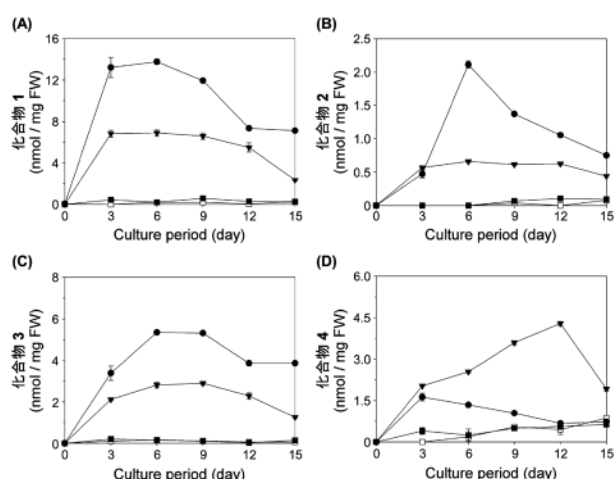 (A)
化合物 1
(nmol / mg FW)
16
12
8
4
0
0 3 6 9 12 15
Culture period (day)
(B)
化合物 2
(nmol / mg FW)
2.5
2.0
1.5
1.0
0.5
0
0 3 6 9 12 15
Culture period (day)
(C)
化合物 3
(nmol / mg FW)
8
6
4
2
0
0 3 6 9 12 15
Culture period (day)
(D)
化合物 4
(nmol / mg FW)
6.0
4.5
3.0
1.5
0
0 3 6 9 12 15
Culture period (day)